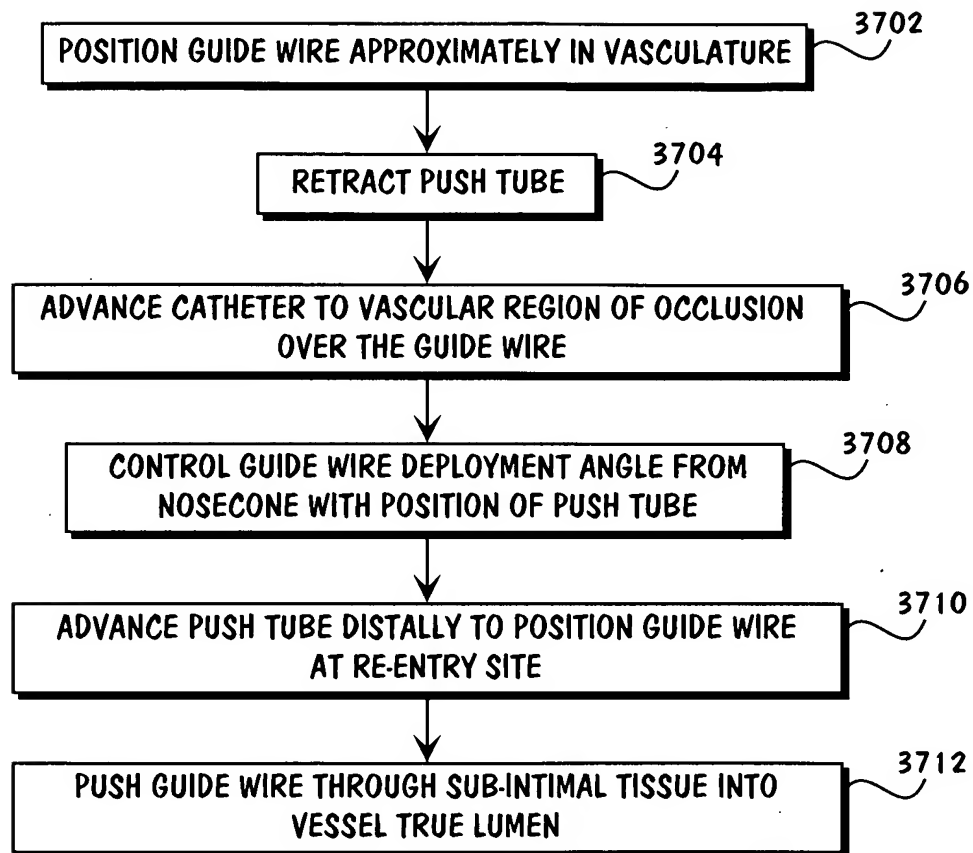 3702
POSITION GUIDE WIRE APPROXIMATELY IN VASCULATURE
3704
RETRACT PUSH TUBE
3706
ADVANCE CATHETER TO VASCULAR REGION OF OCCLUSION
OVER THE GUIDE WIRE
3708
CONTROL GUIDE WIRE DEPLOYMENT ANGLE FROM
NOSECONE WITH POSITION OF PUSH TUBE
3710
ADVANCE PUSH TUBE DISTALLY TO POSITION GUIDE WIRE
AT RE-ENTRY SITE
3712
PUSH GUIDE WIRE THROUGH SUB-INTIMAL TISSUE INTO
VESSEL TRUE LUMEN